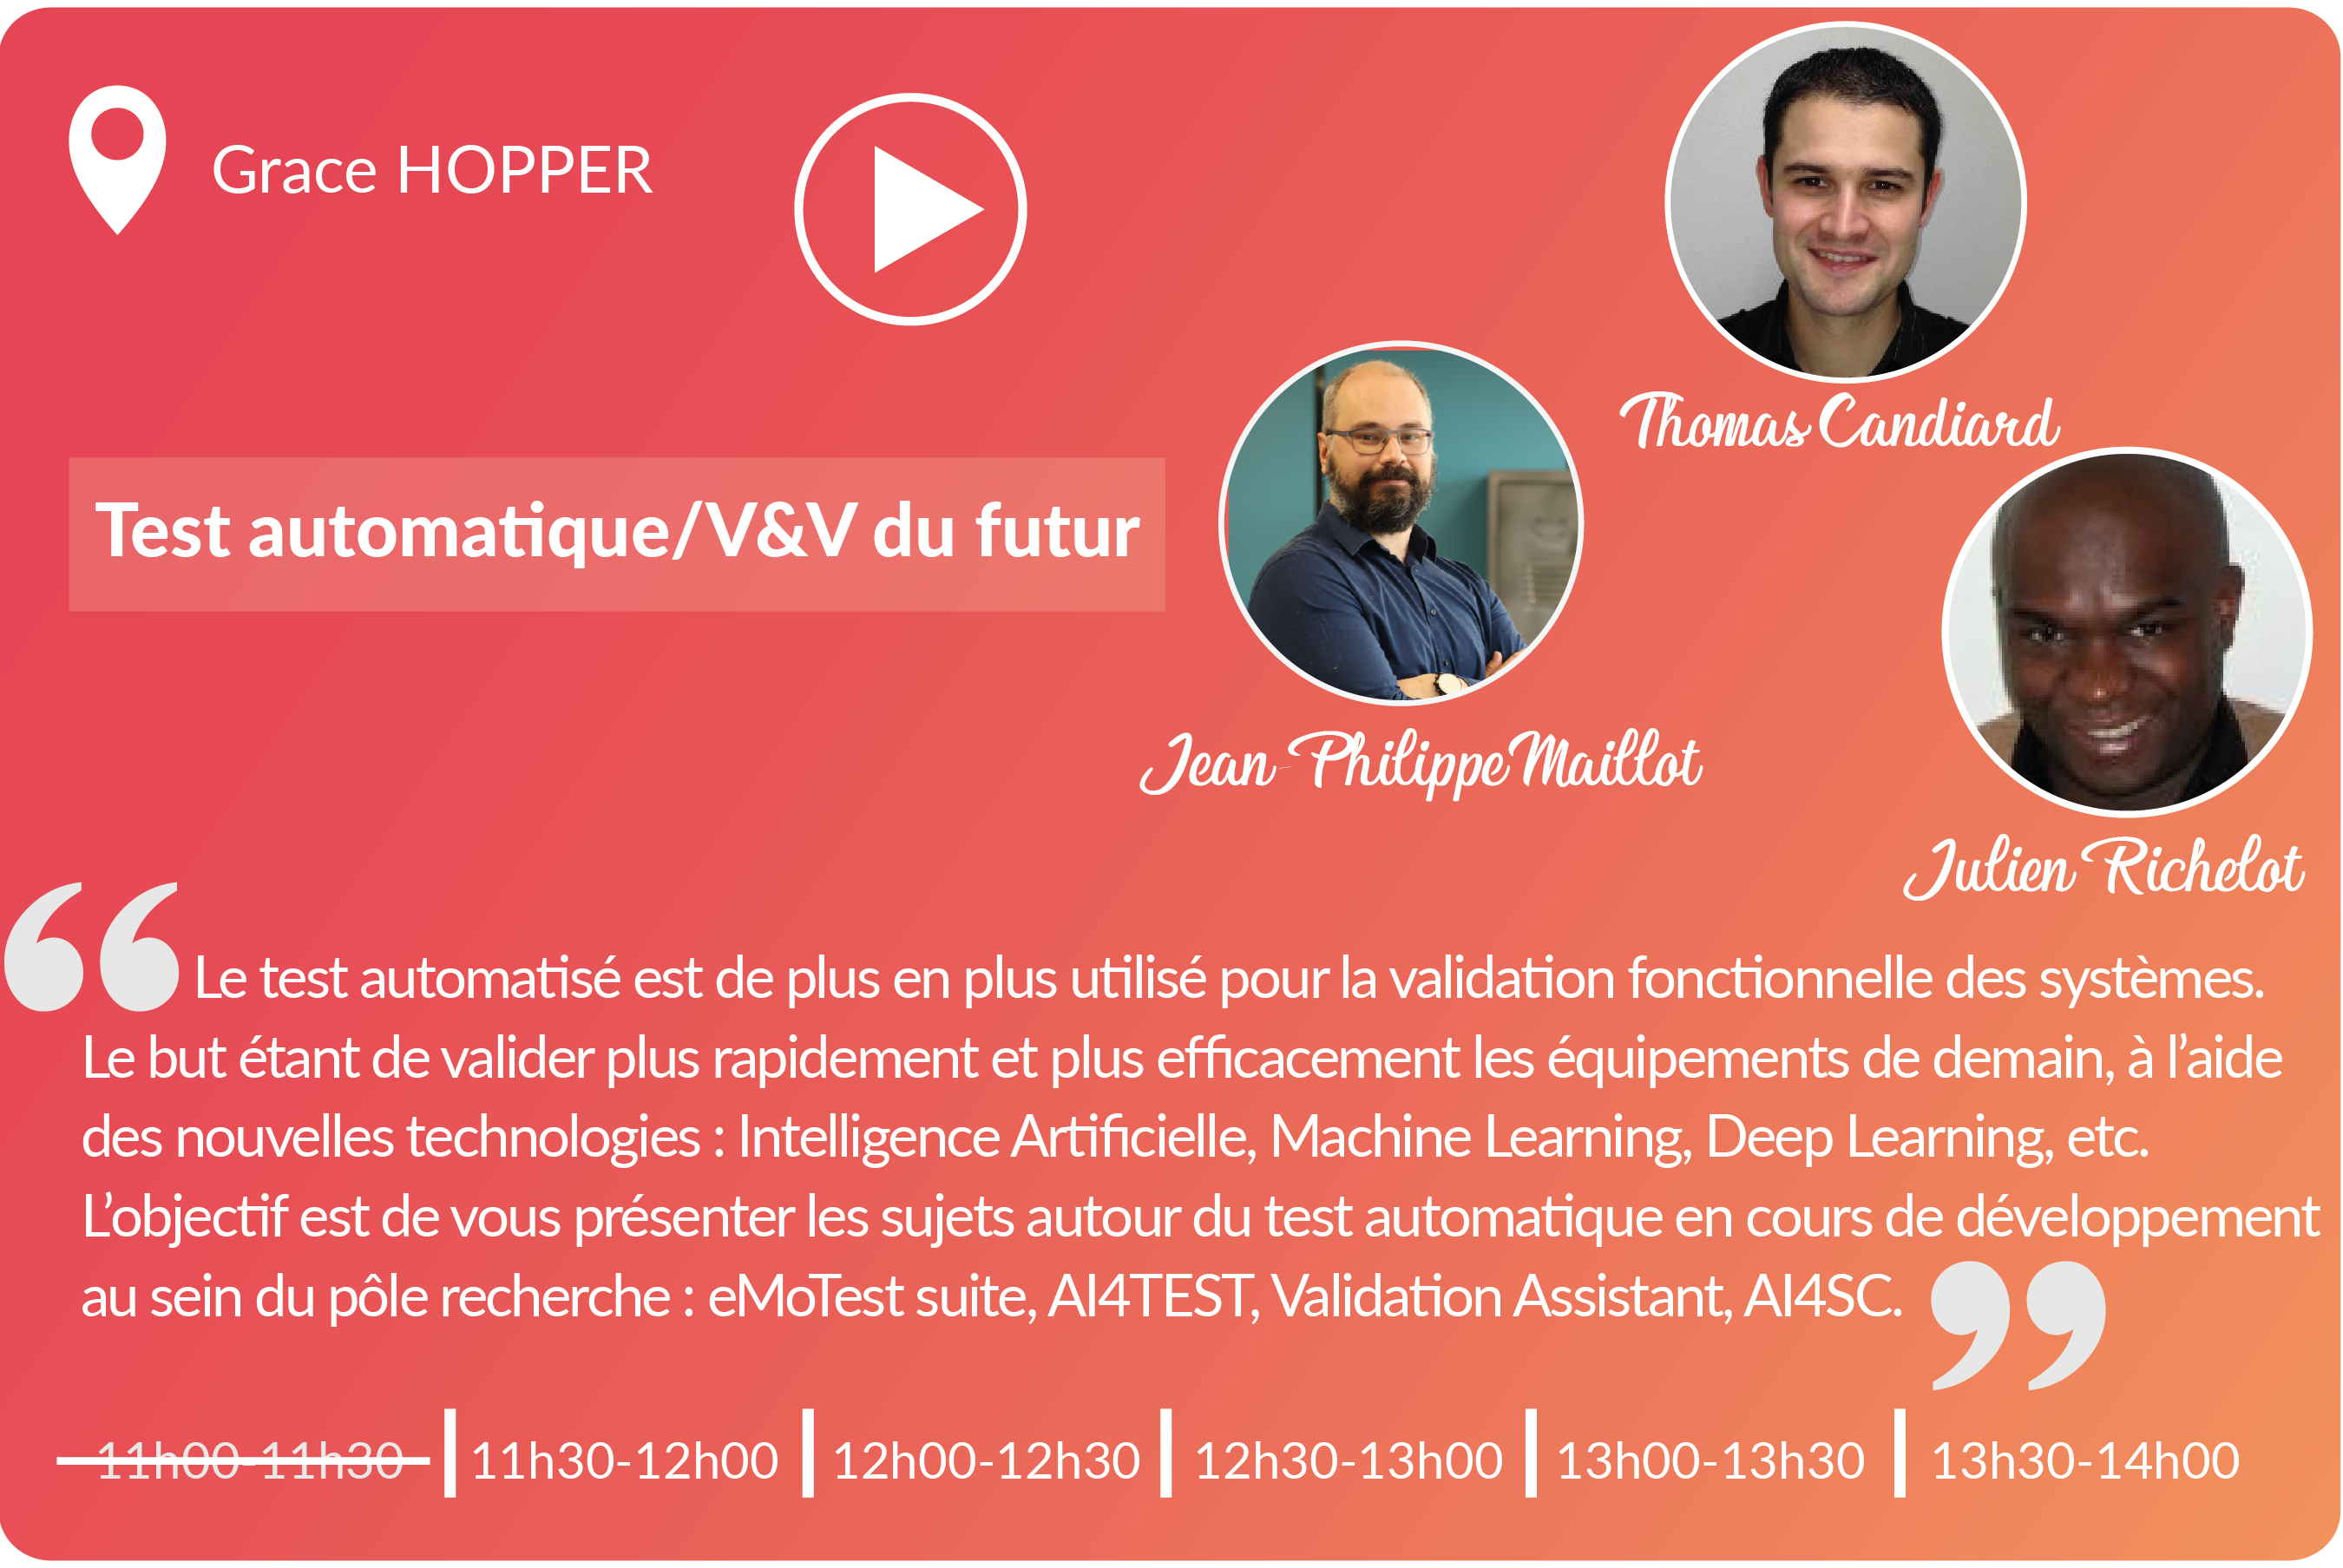 Grace HOPPER
Thomas Candiard
Test automatique/V&V du futur
Jean-Philippe Maillot
Julien Richelot
“Le test automatisé est de plus en plus utilisé pour la validation fonctionnelle des systèmes.
Le but étant de valider plus rapidement et plus efficacement les équipements de demain, à l’aide
des nouvelles technologies : Intelligence Artificielle, Machine Learning, Deep Learning, etc.
L’objectif est de vous présenter les sujets autour du test automatique en cours de développement
au sein du pôle recherche : eMoTest suite, AI4TEST, Validation Assistant, AI4SC.”
11h00-11h30 | 11h30-12h00 | 12h00-12h30 | 12h30-13h00 | 13h00-13h30 | 13h30-14h00